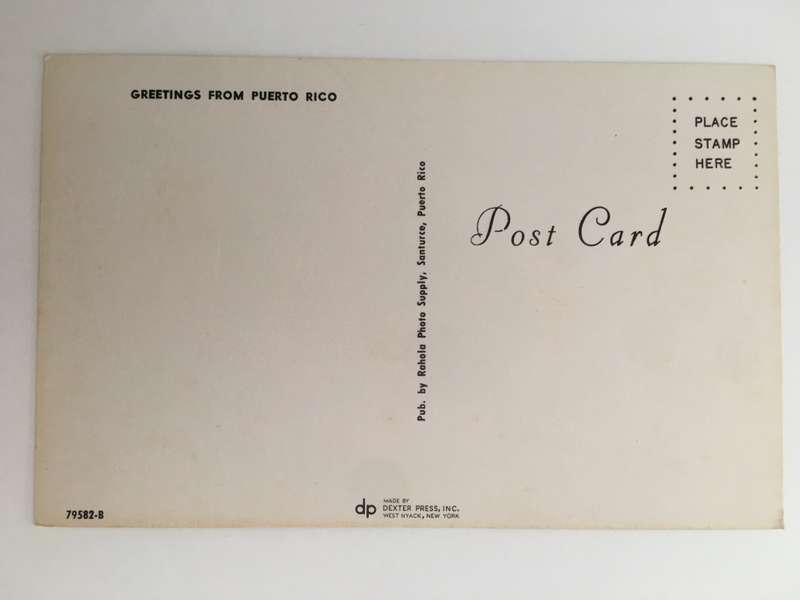 GREETINGS FROM PUERTO RICO
PLACE
STAMP
HERE
Post Card
Pub. by Rahola Photo Supply, Santurce, Puerto Rico
79582-B
dp
MADE BY
DEXTER PRESS, INC.
WEST NYACK, NEW YORK